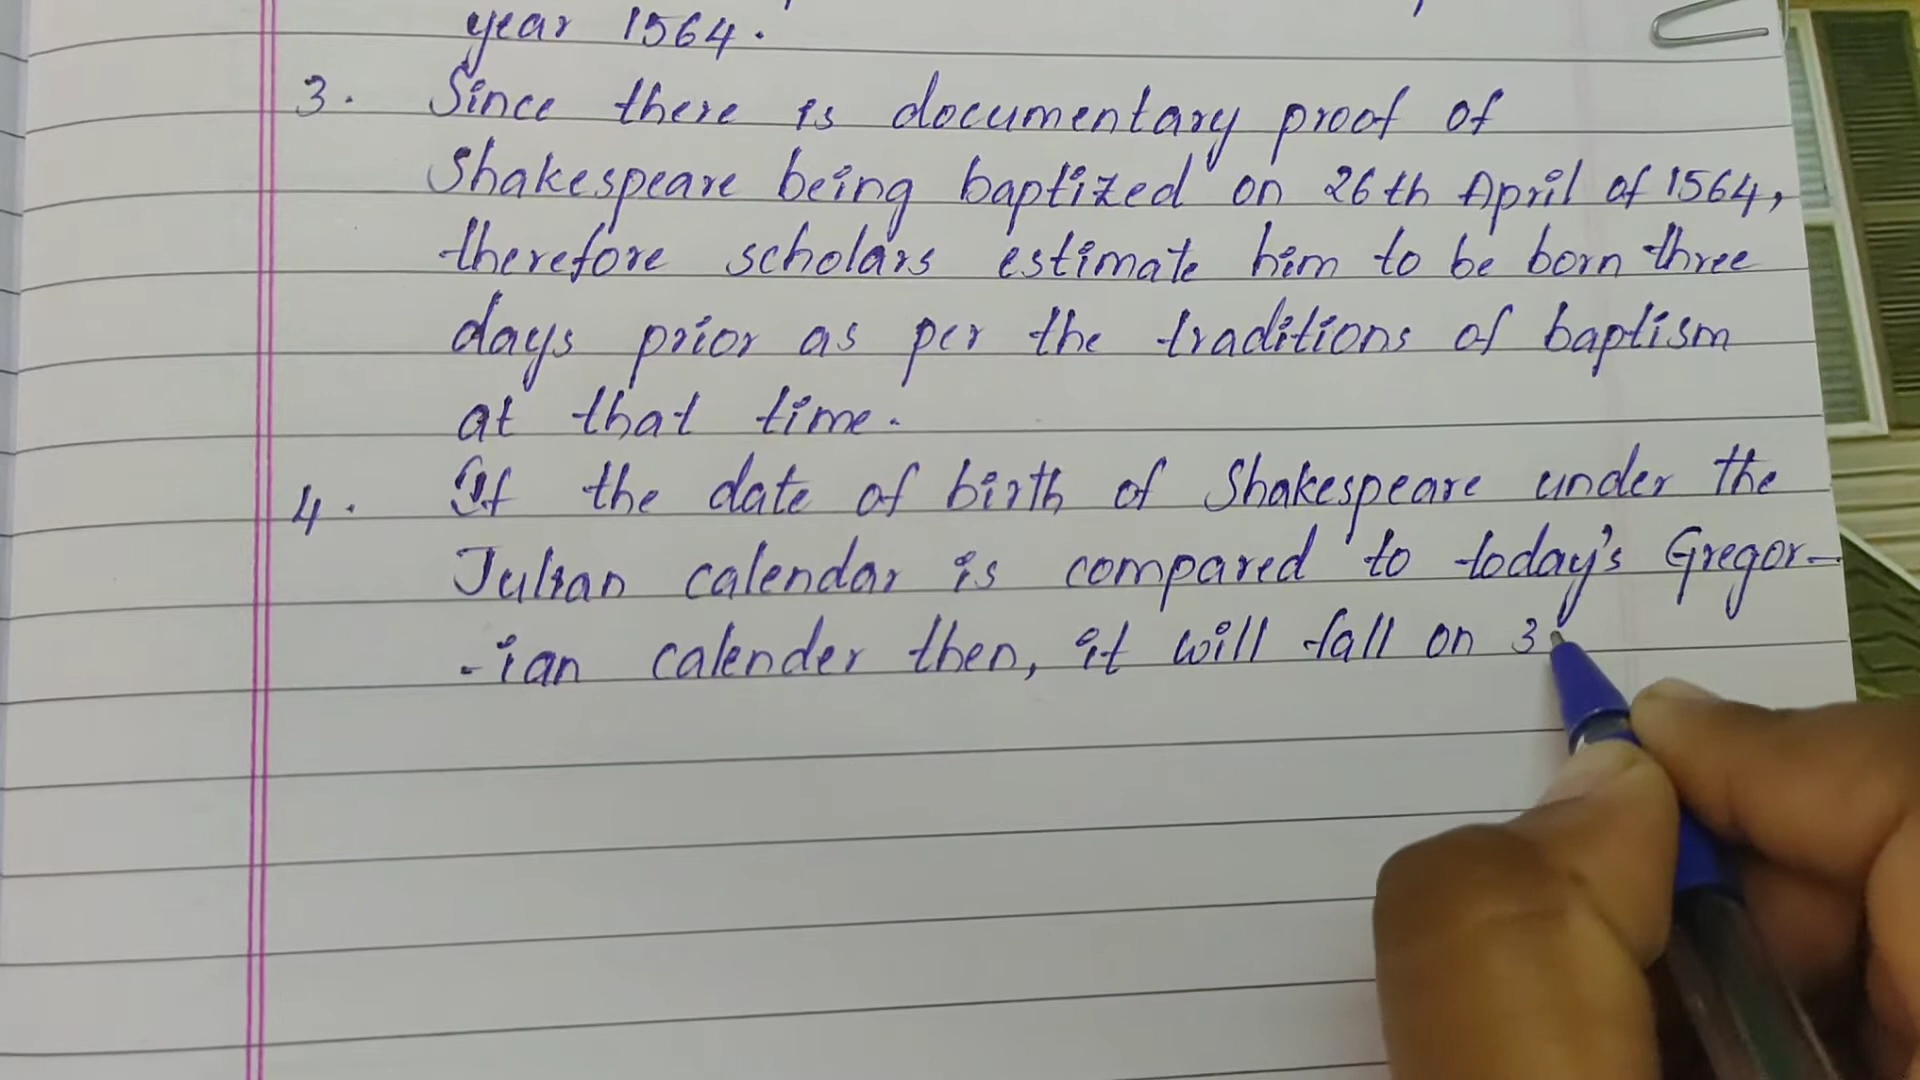 year 1564.
3. Since there is documentary proof of
Shakespeare being baptized on 26th April of 1564,
therefore scholars estimate him to be born three
days prior as per the traditions of baptism
at that time.
4. If the date of birth of Shakespeare under the
Julian calendar is compared to today's Gregor-
-ian calender then, it will fall on 3